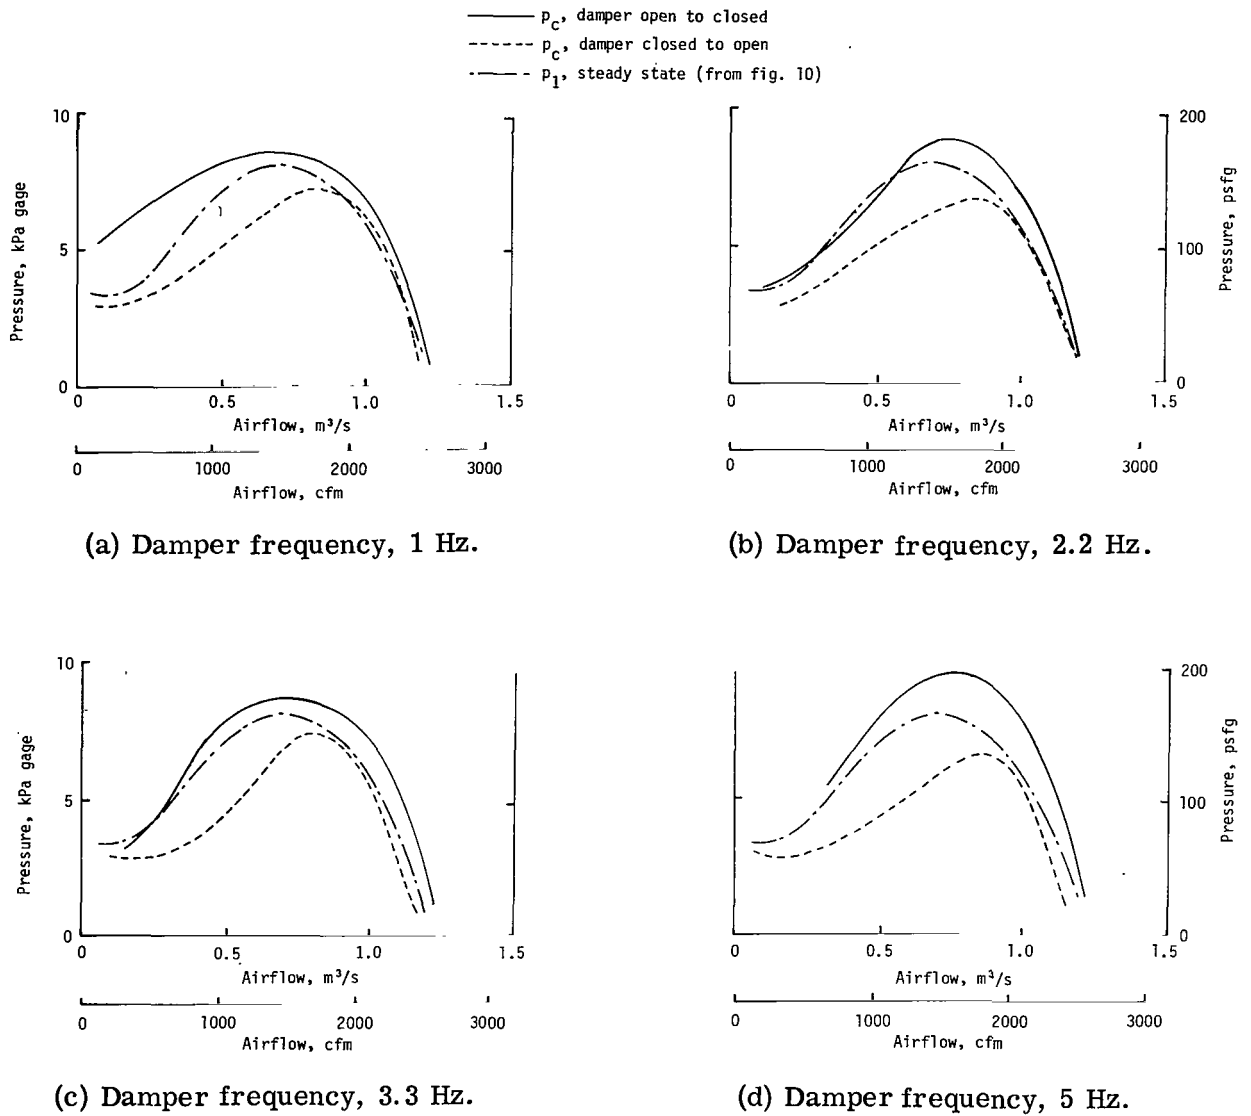 p_c, damper open to closed
p_c, damper closed to open
p_1, steady state (from fig. 10)
10
5
0
Pressure, kPa gage
0 0.5 1.0 1.5
Airflow, m³/s
0 1000 2000 3000
Airflow, cfm
(a) Damper frequency, 1 Hz.
200
100
0
Pressure, psfg
0 0.5 1.0 1.5
Airflow, m³/s
0 1000 2000 3000
Airflow, cfm
(b) Damper frequency, 2.2 Hz.
10
5
0
Pressure, kPa gage
0 0.5 1.0 1.5
Airflow, m³/s
0 1000 2000 3000
Airflow, cfm
(c) Damper frequency, 3.3 Hz.
200
100
0
Pressure, psfg
0 0.5 1.0 1.5
Airflow, m³/s
0 1000 2000 3000
Airflow, cfm
(d) Damper frequency, 5 Hz.